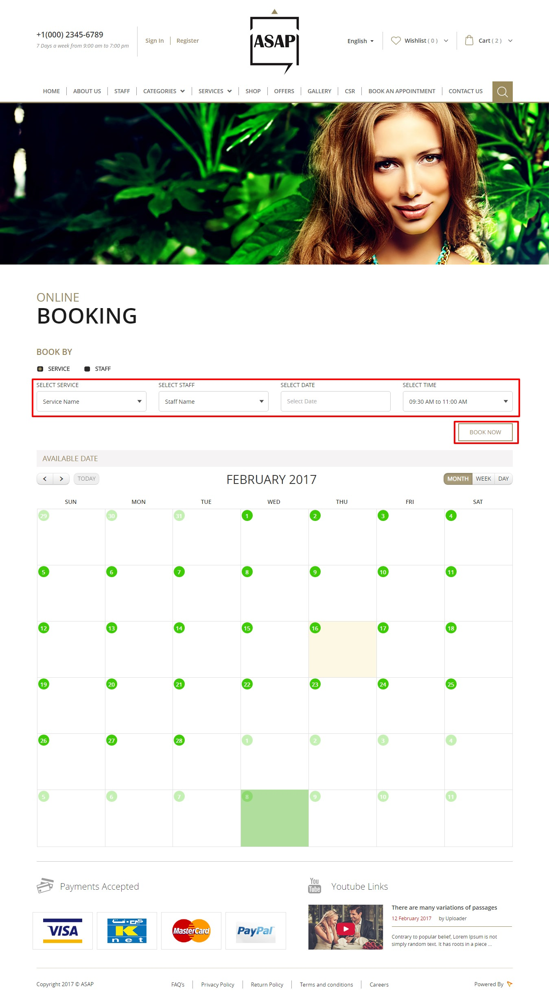 +1(000) 2345-6789
7 Days a week from 9:00 am to 7:00 pm
Sign In
Register
ASAP
English
Wishlist ( 0 )
Cart ( 2 )
HOME
ABOUT US
STAFF
CATEGORIES
SERVICES
SHOP
OFFERS
GALLERY
CSR
BOOK AN APPOINTMENT
CONTACT US
ONLINE
BOOKING
BOOK BY
SERVICE
STAFF
SELECT SERVICE
SELECT STAFF
SELECT DATE
SELECT TIME
Service Name
Staff Name
Select Date
09:30 AM to 11:00 AM
BOOK NOW
AVAILABLE DATE
TODAY
FEBRUARY 2017
MONTH WEEK DAY
SUN MON TUE WED THU FRI SAT
29 30 31 1 2 3 4
5 6 7 8 9 10 11
12 13 14 15 16 17 18
19 20 21 22 23 24 25
26 27 28 1 2 3 4
5 6 7 8 9 10 11
Payments Accepted
VISA
كي-نت
K
net
MasterCard
PayPal
You
Tube
Youtube Links
There are many variations of passages
12 February 2017 by Uploader
Contrary to popular belief, Lorem Ipsum is not
simply random text. It has roots in a piece ...
Copyright 2017 © ASAP
FAQ's
Privacy Policy
Return Policy
Terms and conditions
Careers
Powered By